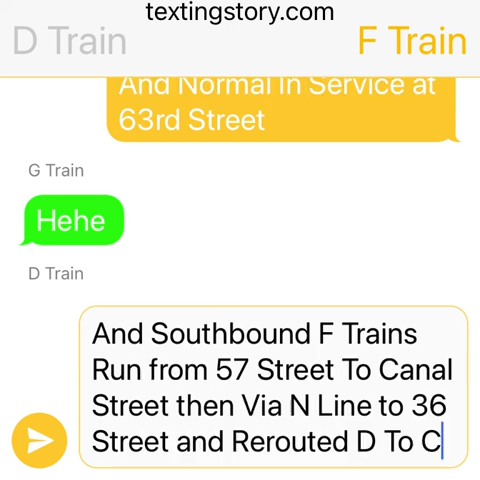 textingstory.com
D Train
F Train
And Normal In Service at
63rd Street
G Train
Hehe
D Train
And Southbound F Trains
Run from 57 Street To Canal
Street then Via N Line to 36
Street and Rerouted D To C